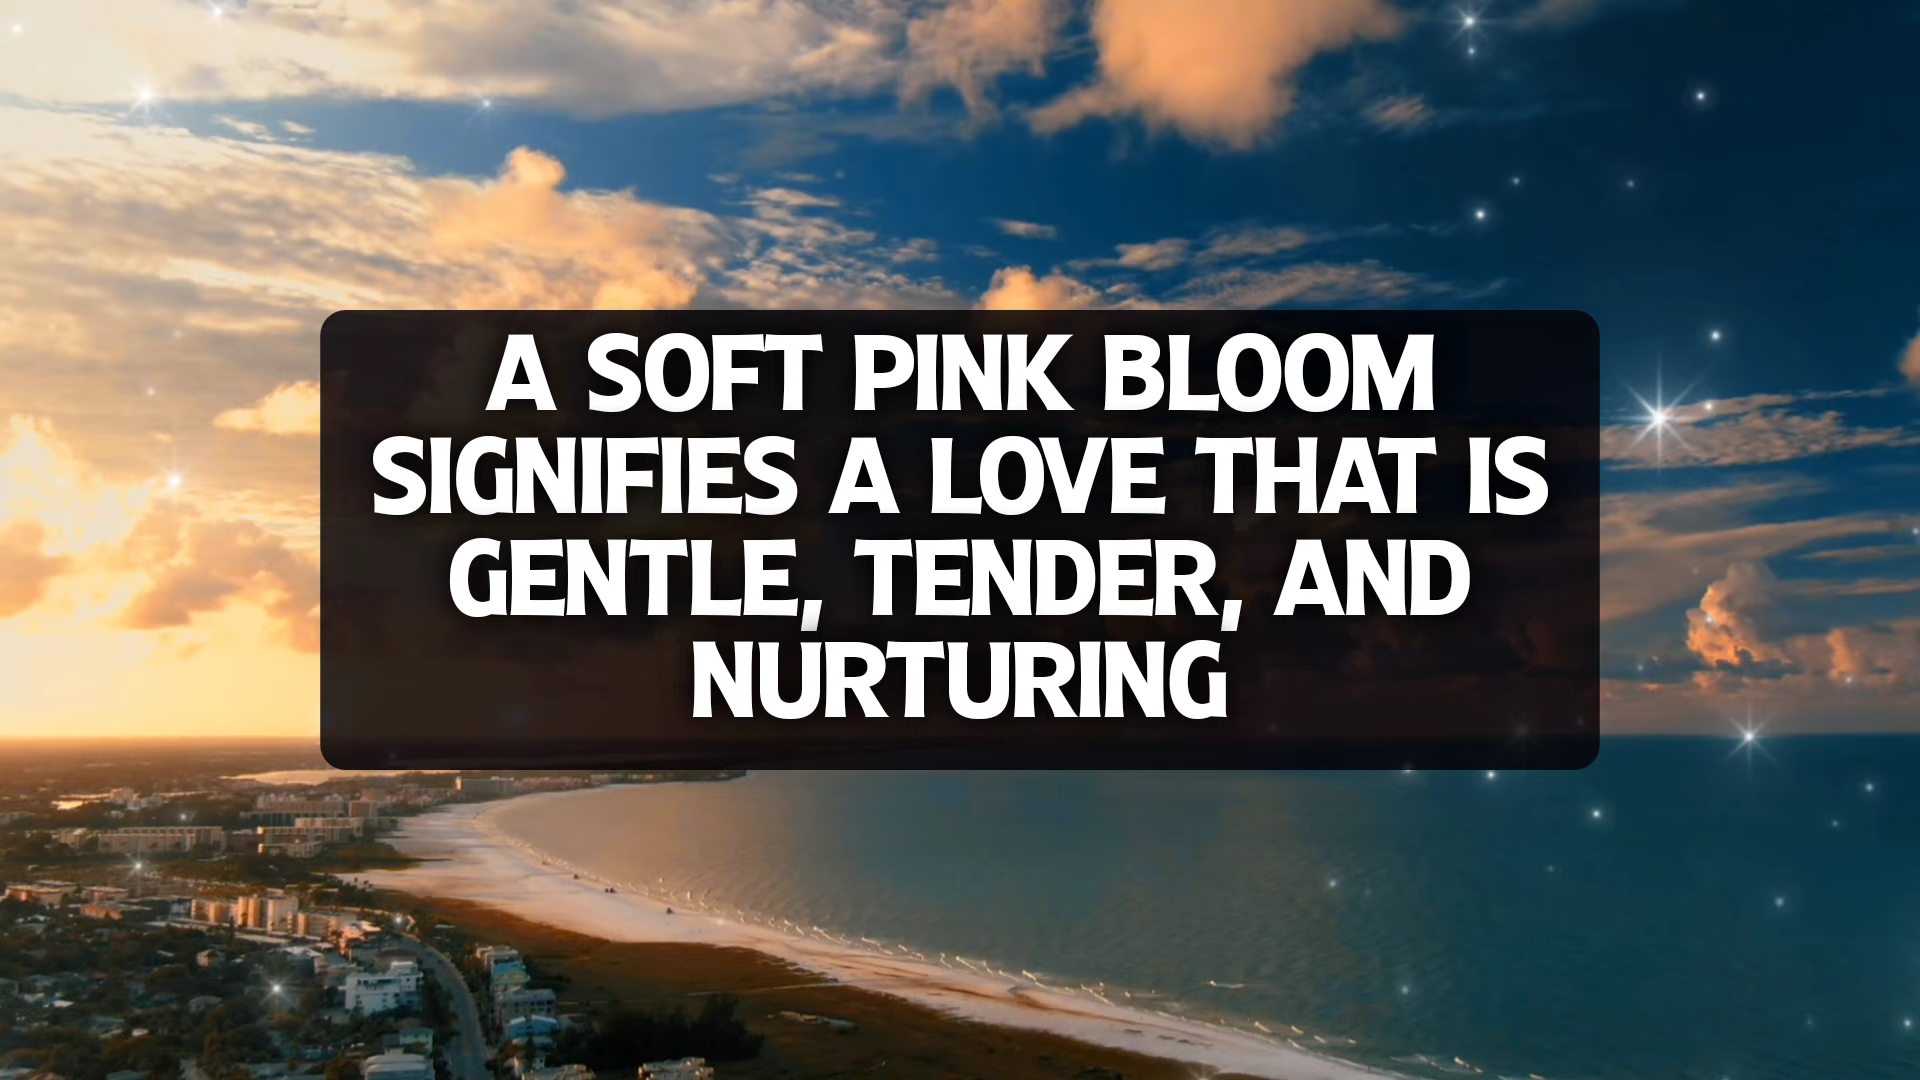 A SOFT PINK BLOOM
SIGNIFIES A LOVE THAT IS
GENTLE, TENDER, AND
NURTURING